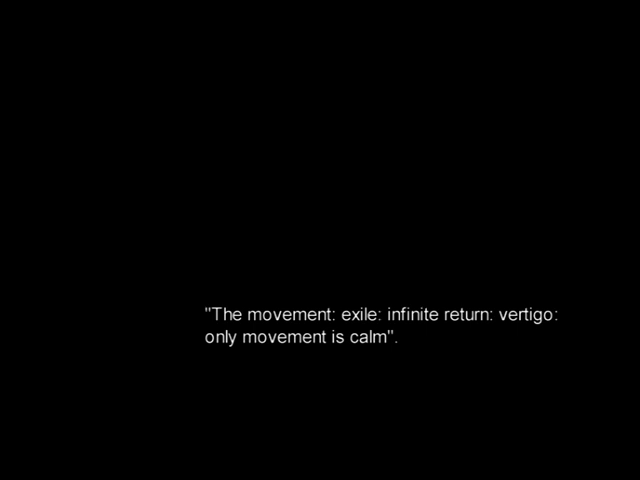 "The movement: exile: infinite return: vertigo:
only movement is calm".